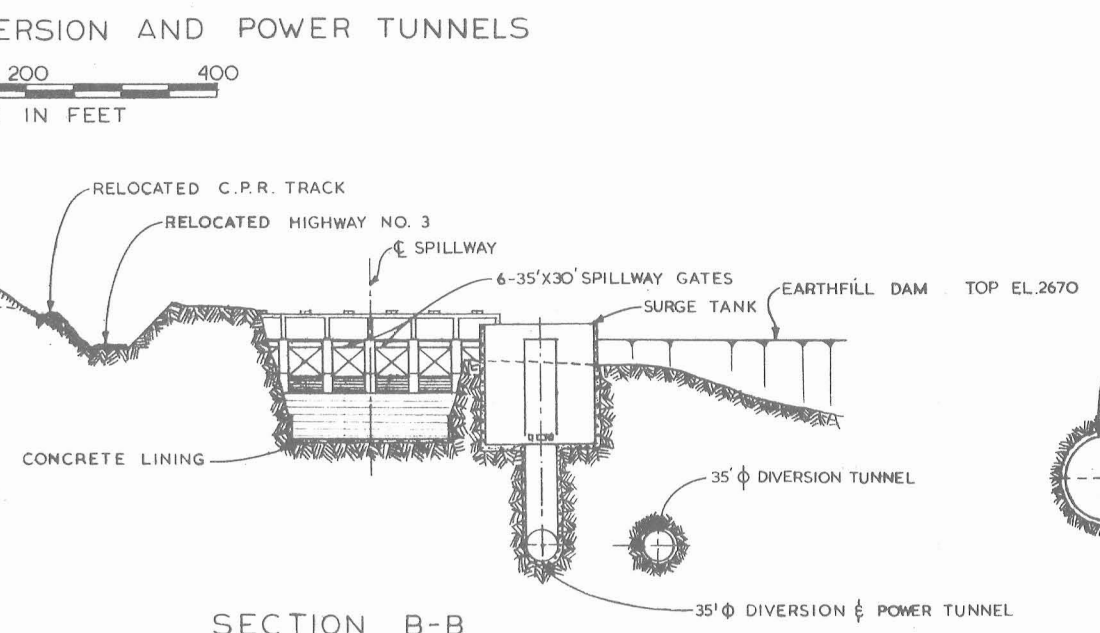 ERSION AND POWER TUNNELS
200 400
IN FEET
RELOCATED C.P.R. TRACK
RELOCATED HIGHWAY NO. 3
℄ SPILLWAY
6-35'X30' SPILLWAY GATES
SURGE TANK
EARTHFILL DAM TOP EL.2670
CONCRETE LINING
35' ϕ DIVERSION TUNNEL
35' ϕ DIVERSION & POWER TUNNEL
SECTION B-B